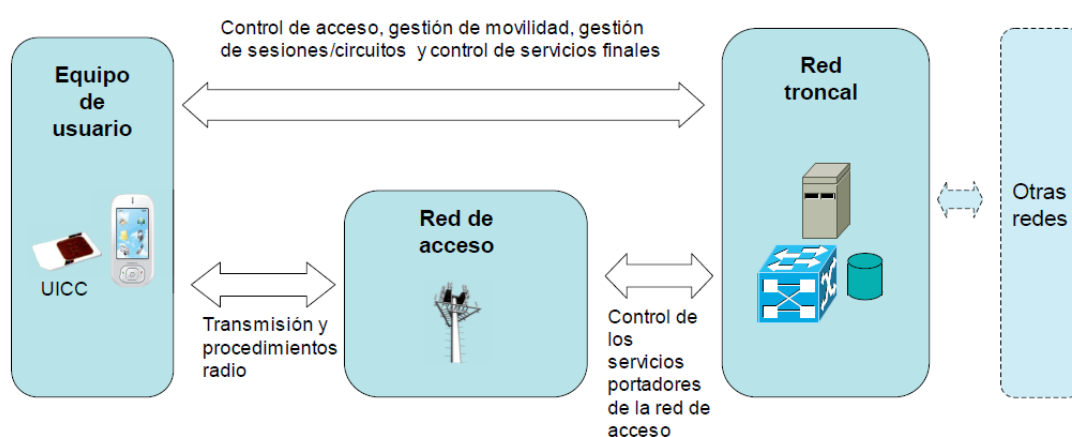 Control de acceso, gestión de movilidad, gestión
de sesiones/circuitos y control de servicios finales
Equipo
de
usuario
UICC
Red
troncal
Red de
acceso
Otras
redes
Transmisión y
procedimientos
radio
Control de
los
servicios
portadores
de la red de
acceso